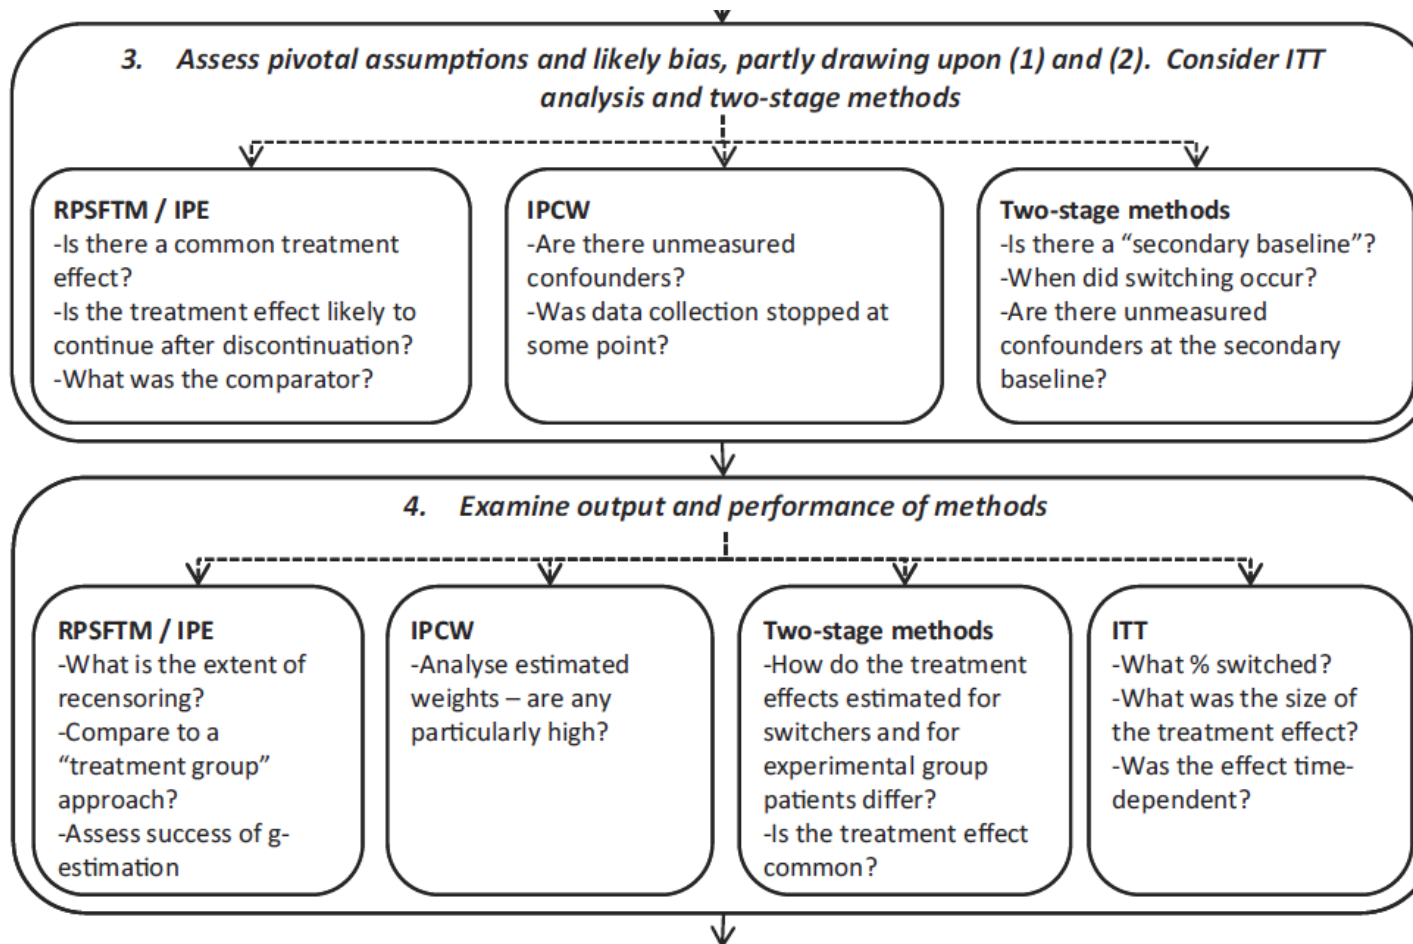 3. Assess pivotal assumptions and likely bias, partly drawing upon (1) and (2). Consider ITT
analysis and two-stage methods
RPSFTM / IPE
-Is there a common treatment
effect?
-Is the treatment effect likely to
continue after discontinuation?
-What was the comparator?
IPCW
-Are there unmeasured
confounders?
-Was data collection stopped at
some point?
Two-stage methods
-Is there a “secondary baseline”?
-When did switching occur?
-Are there unmeasured
confounders at the secondary
baseline?
4. Examine output and performance of methods
RPSFTM / IPE
-What is the extent of
recensoring?
-Compare to a
“treatment group”
approach?
-Assess success of g-
estimation
IPCW
-Analyse estimated
weights – are any
particularly high?
Two-stage methods
-How do the treatment
effects estimated for
switchers and for
experimental group
patients differ?
-Is the treatment effect
common?
ITT
-What % switched?
-What was the size of
the treatment effect?
-Was the effect time-
dependent?